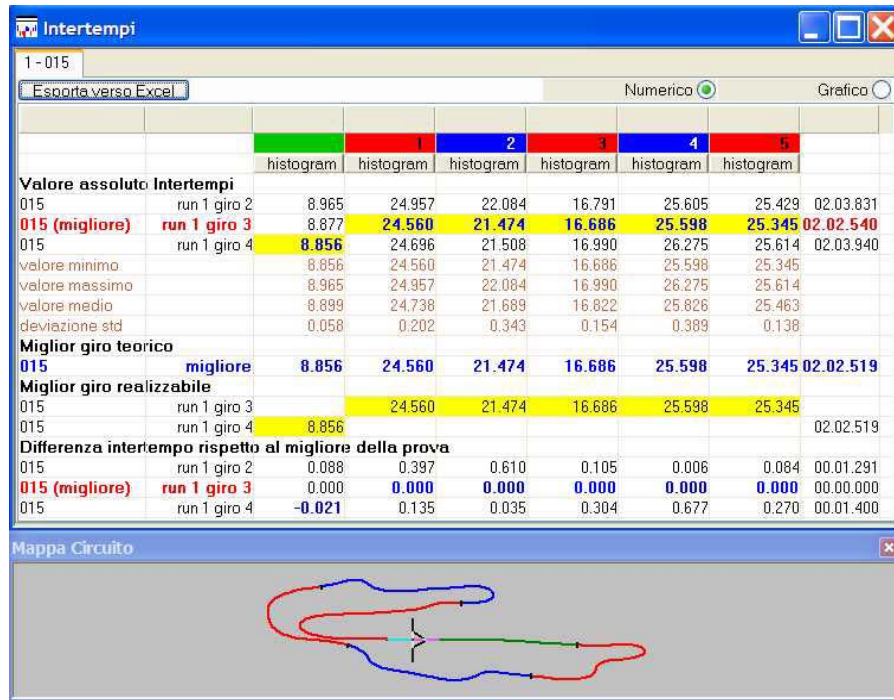 Intertempi
1 - 015
Esporta verso Excel Numerico Grafico
1 2 3 4 5
histogram histogram histogram histogram histogram histogram
Valore assoluto Intertempi
015 run 1 giro 2 8.965 24.957 22.084 16.791 25.605 25.429 02.03.831
015 (migliore) run 1 giro 3 8.877 24.560 21.474 16.686 25.598 25.345 02.02.540
015 run 1 giro 4 8.856 24.696 21.508 16.990 26.275 25.614 02.03.940
valore minimo 8.856 24.560 21.474 16.686 25.598 25.345
valore massimo 8.965 24.957 22.084 16.990 26.275 25.614
valore medio 8.899 24.738 21.689 16.822 25.826 25.463
deviazione std 0.058 0.202 0.343 0.154 0.389 0.138
Miglior giro teorico
015 migliore 8.856 24.560 21.474 16.686 25.598 25.345 02.02.519
Miglior giro realizzabile
015 run 1 giro 3 24.560 21.474 16.686 25.598 25.345
015 run 1 giro 4 8.856 02.02.519
Differenza intertempo rispetto al migliore della prova
015 run 1 giro 2 0.088 0.397 0.610 0.105 0.006 0.084 00.01.291
015 (migliore) run 1 giro 3 0.000 0.000 0.000 0.000 0.000 0.000 00.00.000
015 run 1 giro 4 -0.021 0.135 0.035 0.304 0.677 0.270 00.01.400
Mappa Circuito